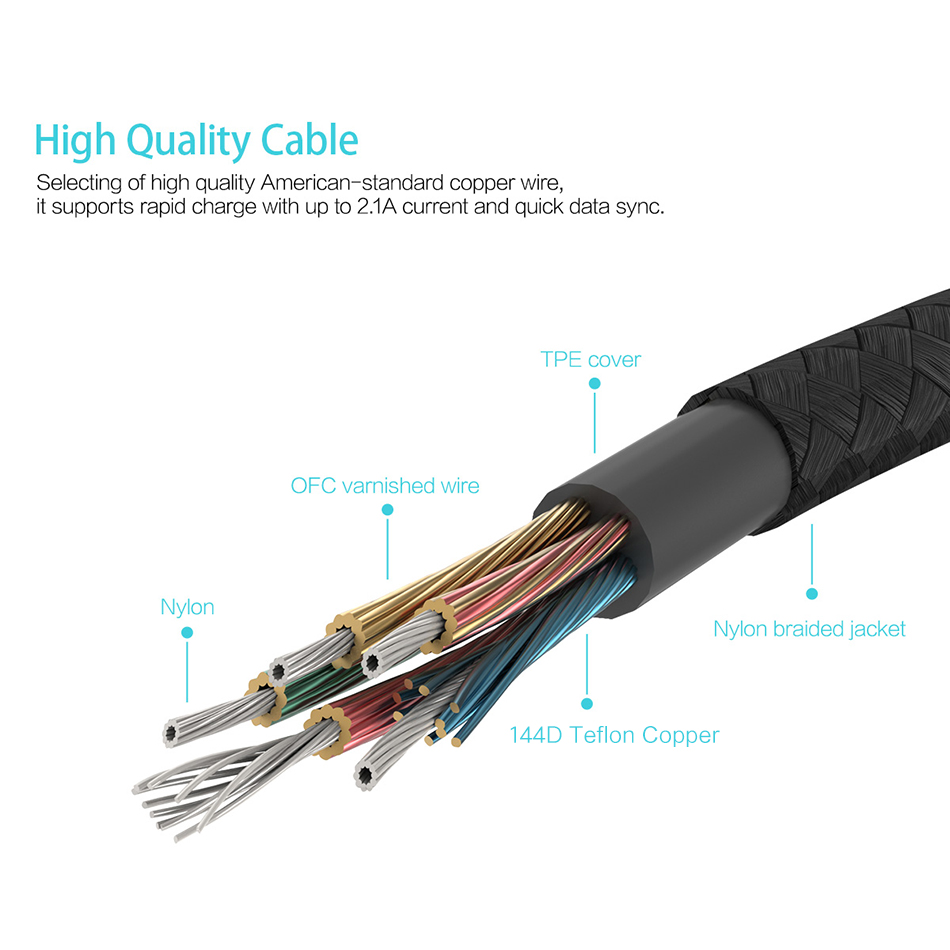 High Quality Cable
Selecting of high quality American-standard copper wire,
it supports rapid charge with up to 2.1A current and quick data sync.
TPE cover
OFC varnished wire
Nylon
Nylon braided jacket
144D Teflon Copper